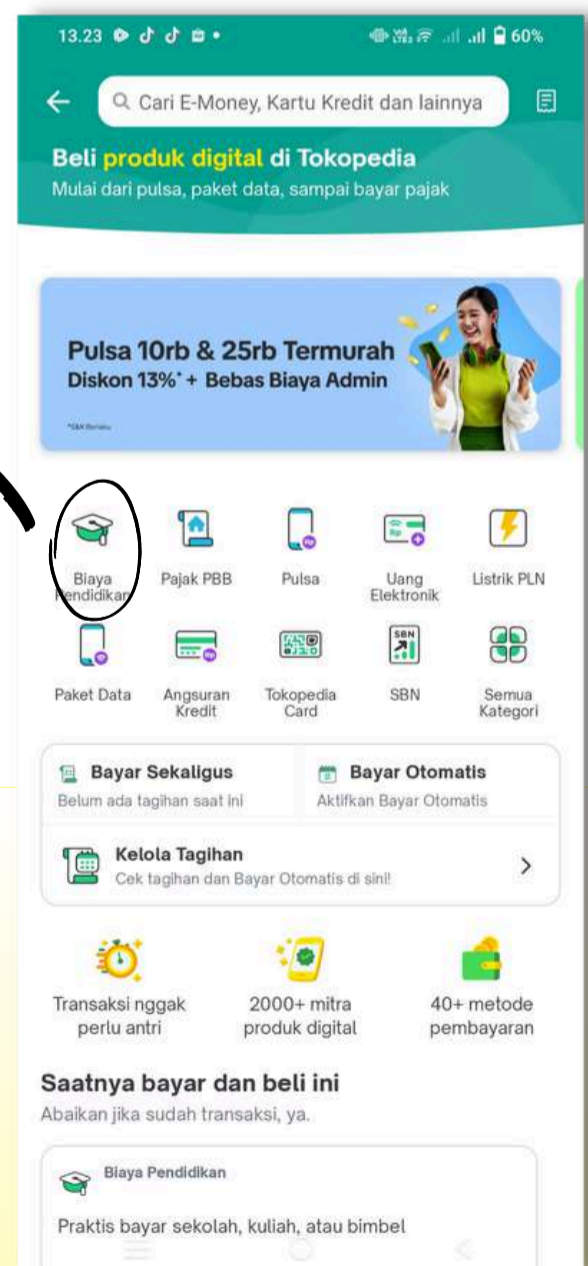 13.23
60%
Cari E-Money, Kartu Kredit dan lainnya
Beli produk digital di Tokopedia
Mulai dari pulsa, paket data, sampai bayar pajak
Pulsa 10rb & 25rb Termurah
Diskon 13%* + Bebas Biaya Admin
*S&K Berlaku
Biaya Pendidikan
Pajak PBB
Pulsa
Uang Elektronik
Listrik PLN
Paket Data
Angsuran Kredit
Tokopedia Card
SBN
SBN
Semua Kategori
Bayar Sekaligus
Belum ada tagihan saat ini
Bayar Otomatis
Aktifkan Bayar Otomatis
Kelola Tagihan
Cek tagihan dan Bayar Otomatis di sini!
Transaksi nggak perlu antri
2000+ mitra produk digital
40+ metode pembayaran
Saatnya bayar dan beli ini
Abaikan jika sudah transaksi, ya.
Biaya Pendidikan
Praktis bayar sekolah, kuliah, atau bimbel